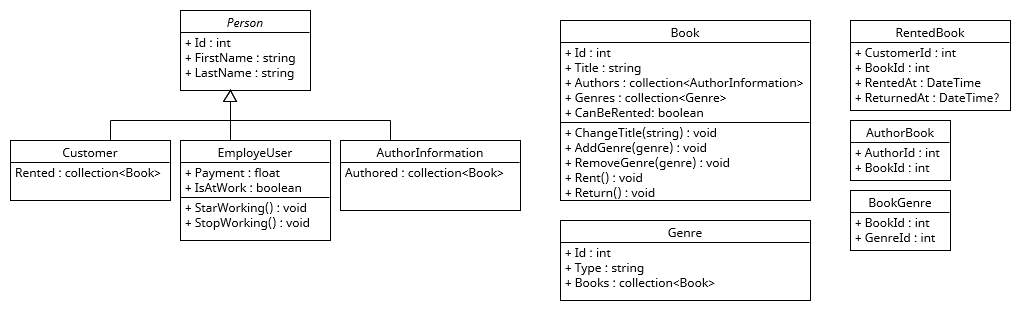 Person
+ Id : int
+ FirstName : string
+ LastName : string
Customer
Rented : collection<Book>
EmployeUser
+ Payment : float
+ IsAtWork : boolean
+ StarWorking() : void
+ StopWorking() : void
AuthorInformation
Authored : collection<Book>
Book
+ Id : int
+ Title : string
+ Authors : collection<AuthorInformation>
+ Genres : collection<Genre>
+ CanBeRented: boolean
+ ChangeTitle(string) : void
+ AddGenre(genre) : void
+ RemoveGenre(genre) : void
+ Rent() : void
+ Return() : void
Genre
+ Id : int
+ Type : string
+ Books : collection<Book>
RentedBook
+ CustomerId : int
+ BookId : int
+ RentedAt : DateTime
+ ReturnedAt : DateTime?
AuthorBook
+ AuthorId : int
+ BookId : int
BookGenre
+ BookId : int
+ GenreId : int